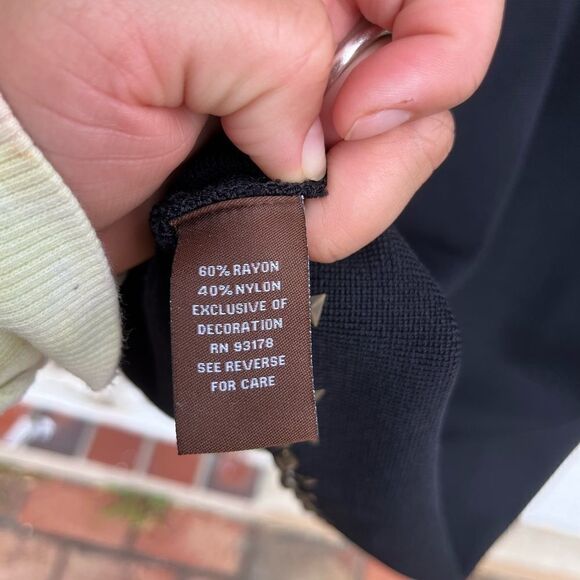 60% RAYON
40% NYLON
EXCLUSIVE OF
DECORATION
RN 93178
SEE REVERSE
FOR CARE